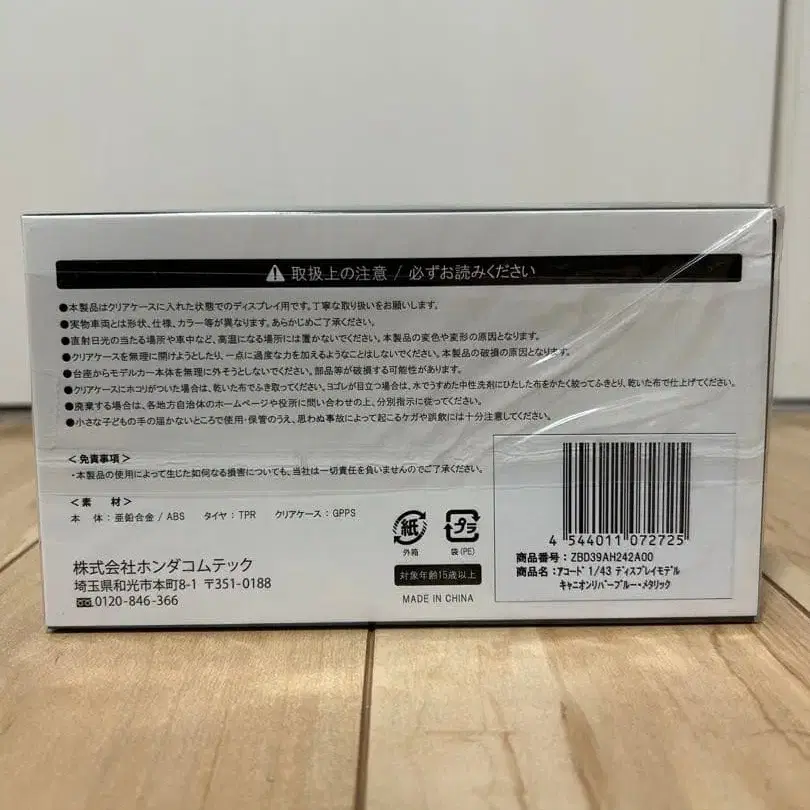 取扱上の注意 / 必ずお読みください
●本製品はクリアケースに入れた状態でのディスプレイ用です。丁寧な取り扱いをお願いします。
●実物車両とは形状、仕様、カラー等が異なります。あらかじめご了承ください。
●直射日光の当たる場所や車中など、高温になる場所には置かないでください。本製品の変色や変形の原因となります。
●クリアケースを無理に開けようとしたり、一点に過度な力を加えるようなことはしないでください。本製品の破損の原因となります。
●台座からモデルカー本体を無理に外そうとしないでください。部品等が破損する可能性があります。
●クリアケースにホコリがついた場合は、乾いた布でふき取ってください。ヨゴレが目立つ場合は、水でうすめた中性洗剤にひたした布をかたく絞ってふきとり、乾いた布で仕上げてください。
●廃棄する場合は、各地方自治体のホームページや役所に問い合わせの上、分別指示に従ってください。
●小さな子どもの手の届かないところで使用・保管のうえ、思わぬ事故によって起こるケガや誤飲には十分注意してください。
＜免責事項＞
・本製品の使用によって生じた如何なる損害についても、当社は一切責任を負いませんのでご了承ください。
＜素　材＞
本　体：亜鉛合金 / ABS　タイヤ：TPR　クリアケース：GPPS
株式会社ホンダコムテック
埼玉県和光市本町8-1 〒351-0188
0120-846-366
紙
外箱
プラ
袋(PE)
対象年齢15歳以上
MADE IN CHINA
4 544011 072725
商品番号：ZBD39AH242A00
商品名：ｱｺｰﾄﾞ 1/43 ﾃﾞｨｽﾌﾟﾚｲﾓﾃﾞﾙ
ｷｬﾆｵﾝﾘﾊﾞｰﾌﾞﾙｰ･ﾒﾀﾘｯｸ